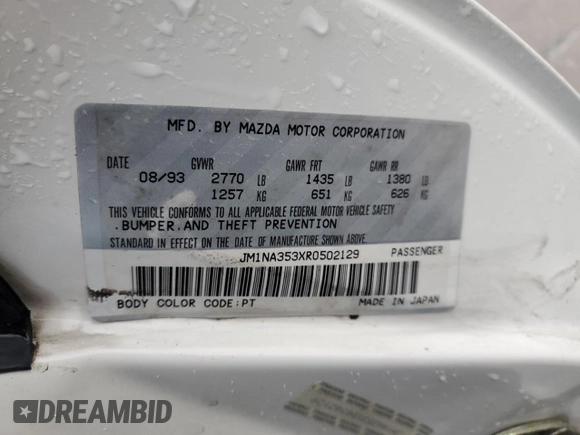 MFD. BY MAZDA MOTOR CORPORATION
DATE GVWR GAWR FRT GAWR RR
08/93 2770 LB 1435 LB 1380 LB
1257 KG 651 KG 626 KG
THIS VEHICLE CONFORMS TO ALL APPLICABLE FEDERAL MOTOR VEHICLE SAFETY
.BUMPER.AND THEFT PREVENTION
STANDARD IN EFFECT ON THE DATE OF MANUFACTURE SHOWN ABOVE.
JM1NA353XR0502129 PASSENGER
BODY COLOR CODE:PT MADE IN JAPAN
DREAMBID